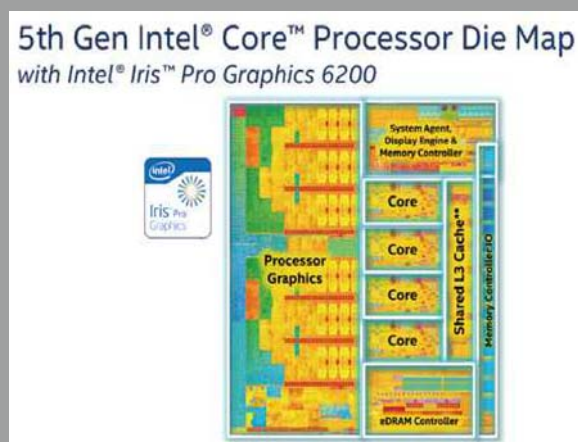 5th Gen Intel® Core™ Processor Die Map
with Intel® Iris™ Pro Graphics 6200
System Agent,
Display Engine &
Memory Controller
intel
Iris Pro
Graphics
Core
Core
Core
Core
Processor
Graphics
Shared L3 Cache**
Memory Controller IO
eDRAM Controller